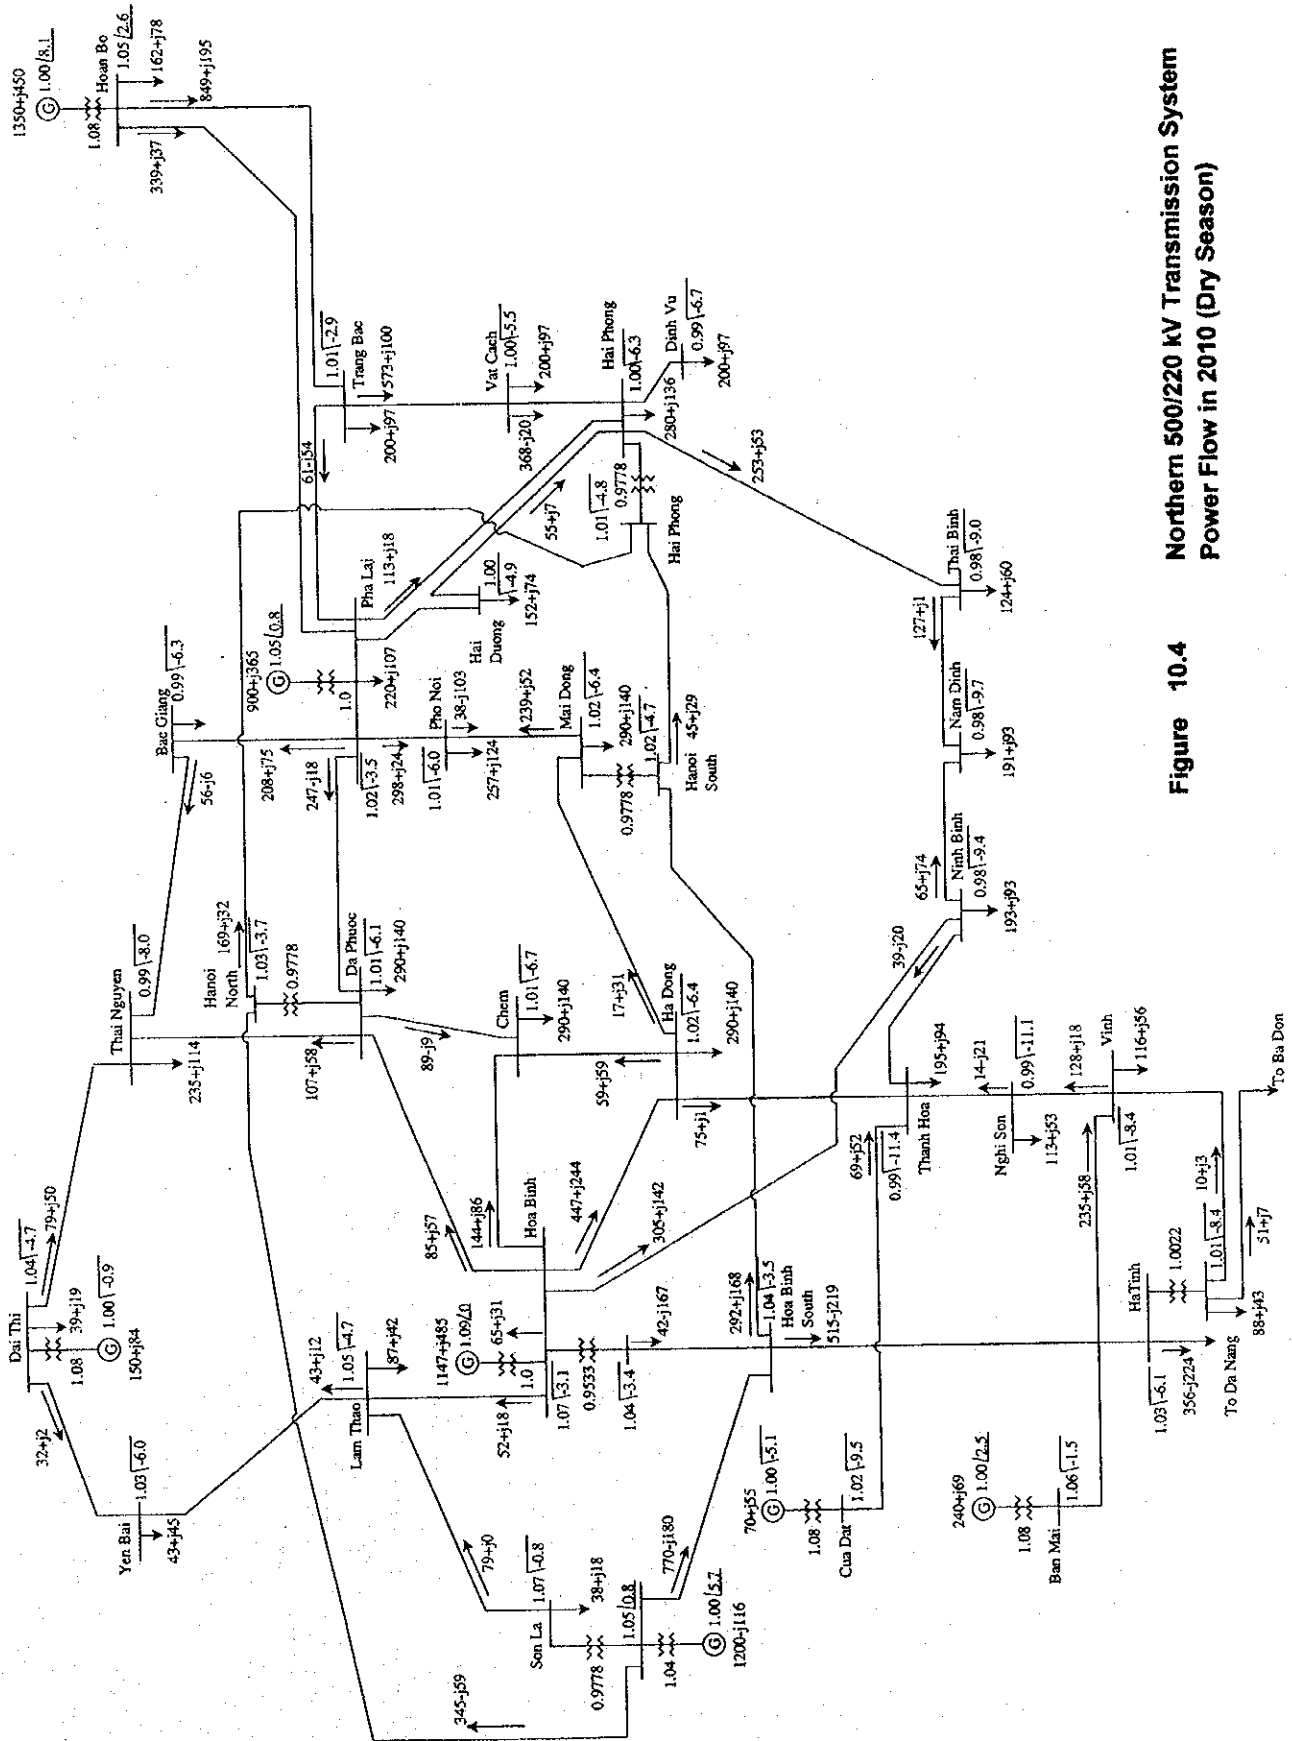 1350+j450
G 1.00/8.1
Hoan Bo
1.05/2.6
1.08
162+j78
849+j195
339+j37
1.01\-2.9
Trang Bac
573+j100
200+j97
61-j54
Vat Cach
1.00\-5.5
200+j97
368-j20
Hai Phong
1.00\-6.3
Dinh Vu
0.99\-6.7
200+j97
280+j136
253+j53
55+j7
1.01\-4.8
0.9778
Hai Phong
Pha Lai
113+j18
1.00
\-4.9
152+j74
Hai
Duong
Bac Giang
0.99\-6.3
56-j6
900+j365
G 1.05/0.8
1.0
220+j107
208+j75
247-j18
1.02\-3.5
298+j24
Pho Noi
38-j103
1.01\-6.0
257+j124
239+j52
Mai Dong
1.02\-6.4
290+j140
0.9778
1.02\-4.7
Hanoi
South
45+j29
Thai Binh
0.98\-9.0
124+j60
127+j1
Nam Dinh
0.98\-9.7
191+j93
65+j74
Ninh Binh
0.98\-9.4
193+j93
39-j20
Thai Nguyen
0.99\-8.0
235+j114
Hanoi
North
169+j32
1.03\-3.7
0.9778
Da Phuoc
1.01\-6.1
290+j140
107+j58
89-j9
Chem
1.01\-6.7
290+j140
17+j31
Ha Dong
1.02\-6.4
290+j140
59+j59
75+j1
Dai Thi
1.04\-4.7
79+j50
39+j19
1.08
G 1.00\-0.9
150+j84
32+j2
Yen Bai
1.03\-6.0
43+j45
43+j12
1.05\-4.7
87+j42
Lam Thao
85+j57
144+j86
Hoa Binh
447+j244
305+j142
1147+j485
G 1.09/0
65+j31
1.0
52+j18
1.07\-3.1
0.9533
1.04\-3.4
42-j167
292+j168
1.04\-3.5
Hoa Binh
South
515-j219
79+j0
Son La
1.07\-0.8
38+j18
0.9778
1.05/0.8
1.04
G 1.00/5.7
1200-j116
770-j180
345-j59
70+j55
G 1.00\-5.1
1.08
Cua Dat
1.02\-9.5
69+j52
0.99\-11.4
Thanh Hoa
195+j94
14-j21
0.99\-11.1
Nghi Son
113+j53
128+j18
Vinh
116+j56
1.01\-8.4
235+j58
240+j69
G 1.00/2.5
1.08
Ban Mai
1.06\-1.5
HaTinh
1.0022
1.03\-6.1
356-j224
To Da Nang
10+j3
1.01\-8.4
51+j7
88+j43
To Ba Don
Figure 10.4 Northern 500/220 kV Transmission System
Power Flow in 2010 (Dry Season)